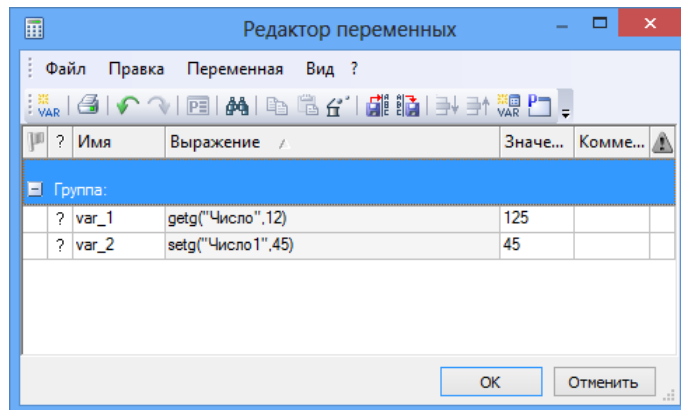 Редактор переменных
Файл Правка Переменная Вид ?
VAR PE VAR P
? Имя Выражение Значе... Комме...
Группа:
? var_1 getg("Число",12) 125
? var_2 setg("Число1",45) 45
OK Отменить